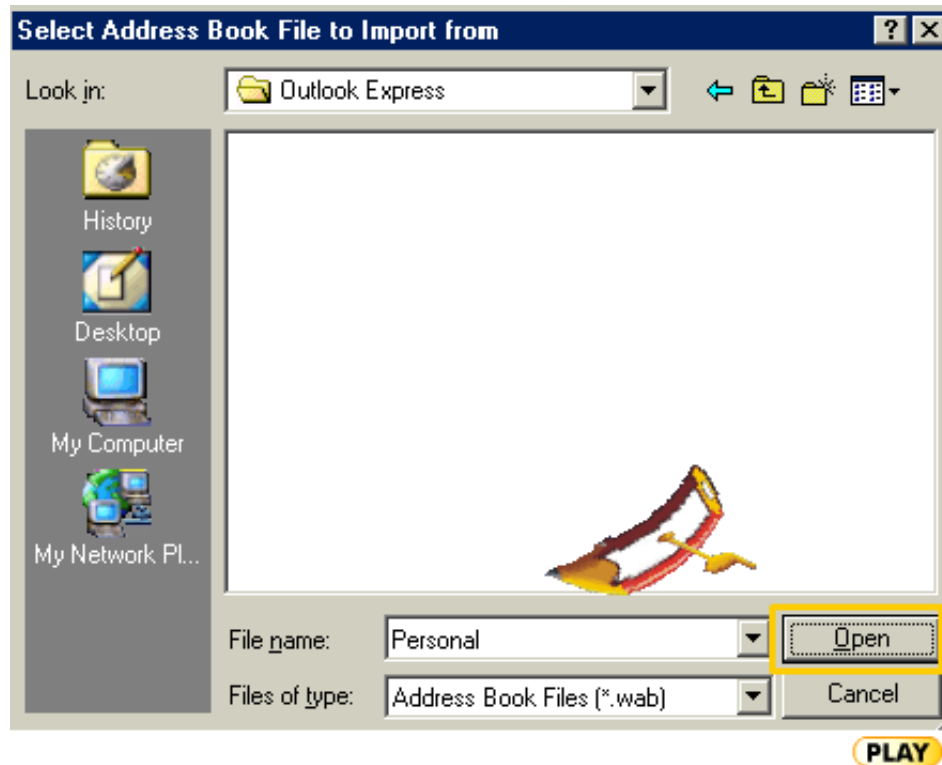 Select Address Book File to Import from
Look in:
Outlook Express
History
Desktop
My Computer
My Network Pl...
File name:
Personal
Open
Files of type:
Address Book Files (*.wab)
Cancel
PLAY